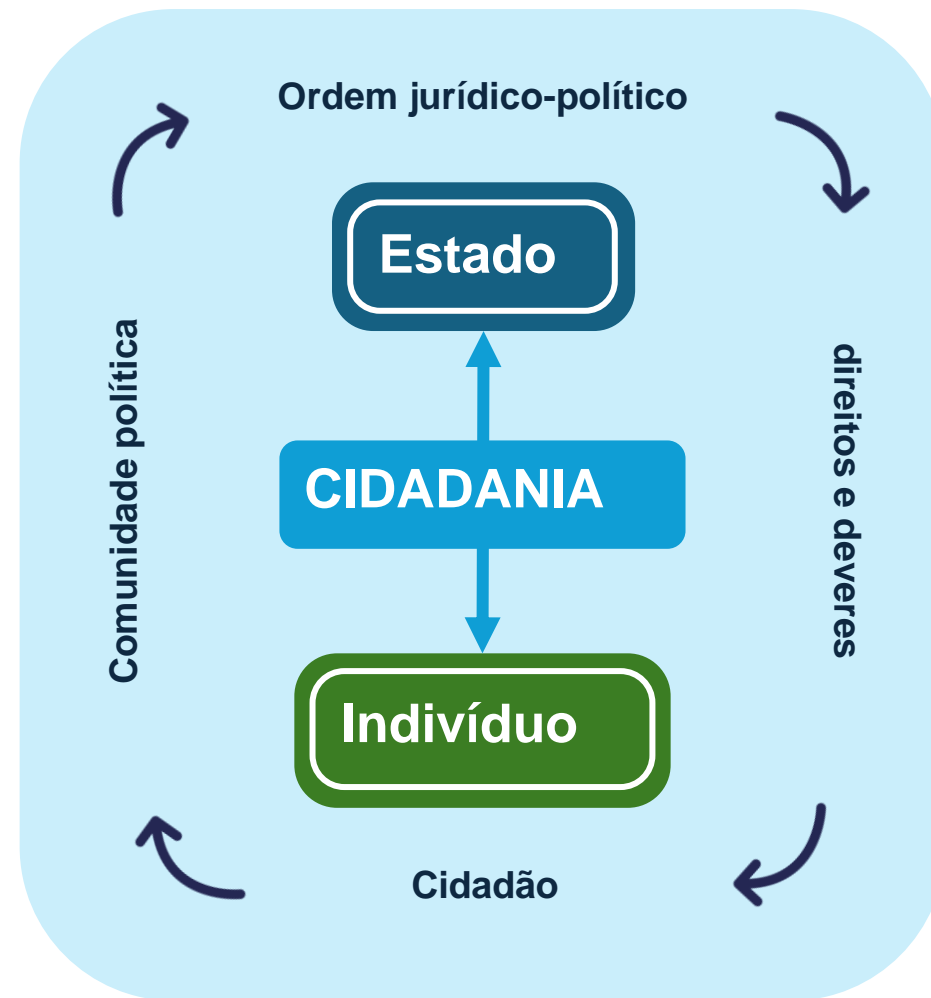 Ordem jurídico-político
Estado
Comunidade política
direitos e deveres
CIDADANIA
Indivíduo
Cidadão